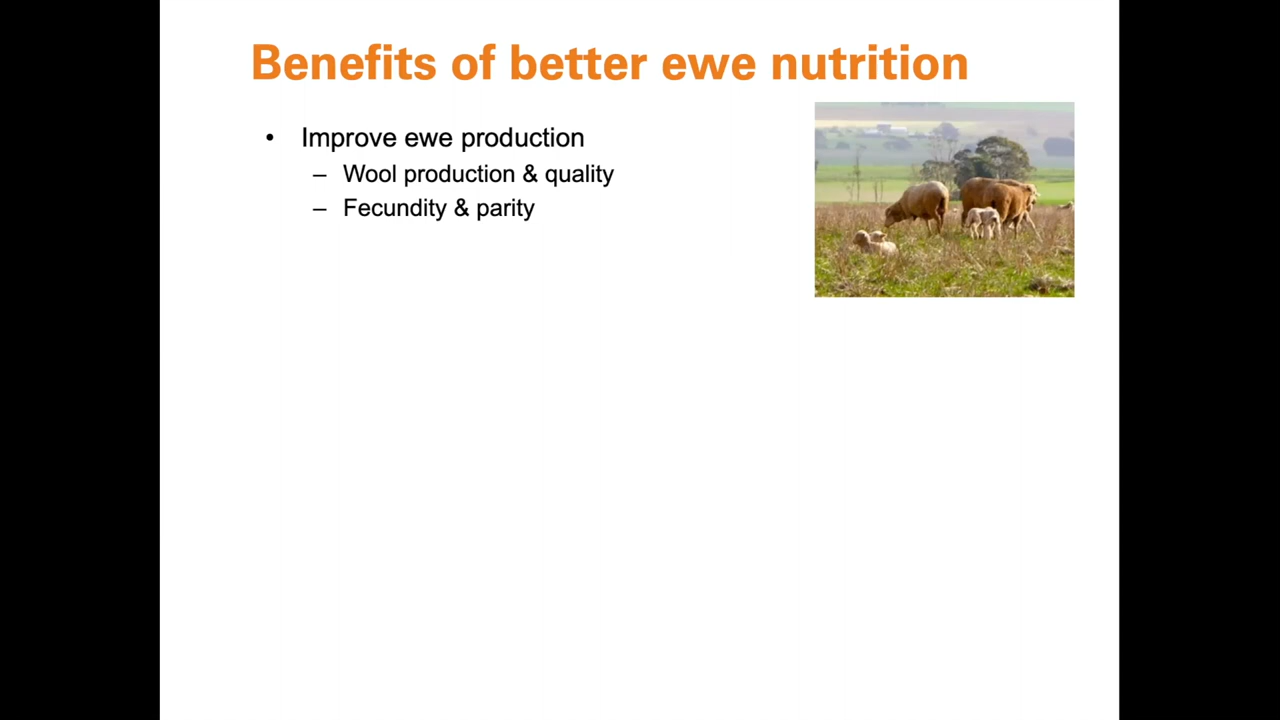 Benefits of better ewe nutrition
• Improve ewe production
– Wool production & quality
– Fecundity & parity